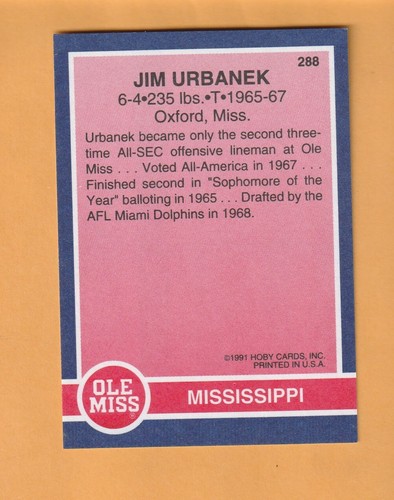 288
JIM URBANEK
6-4•235 lbs.•T•1965-67
Oxford, Miss.
Urbanek became only the second three-
time All-SEC offensive lineman at Ole
Miss . . . Voted All-America in 1967 . . .
Finished second in "Sophomore of the
Year" balloting in 1965 . . . Drafted by the
AFL Miami Dolphins in 1968.
©1991 HOBY CARDS, INC.
PRINTED IN U.S.A.
OLE
MISS®
MISSISSIPPI